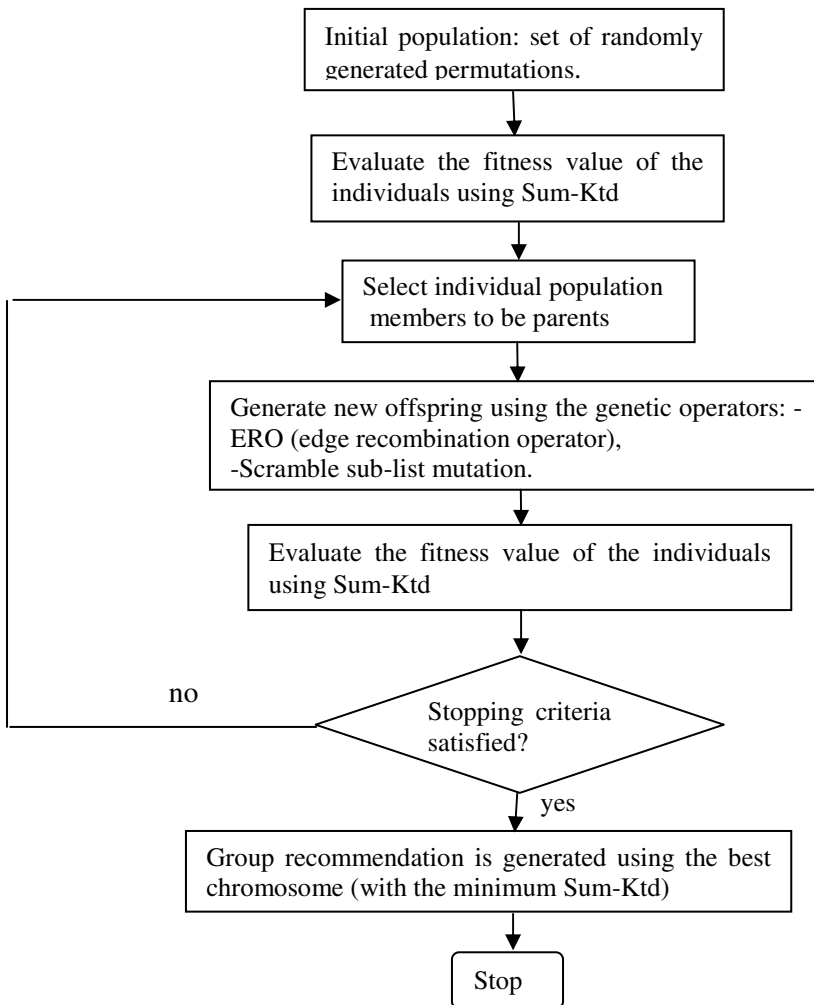 Initial population: set of randomly
generated permutations.
Evaluate the fitness value of the
individuals using Sum-Ktd
Select individual population
members to be parents
Generate new offspring using the genetic operators: -
ERO (edge recombination operator),
-Scramble sub-list mutation.
Evaluate the fitness value of the individuals
using Sum-Ktd
no
Stopping criteria
satisfied?
yes
Group recommendation is generated using the best
chromosome (with the minimum Sum-Ktd)
Stop